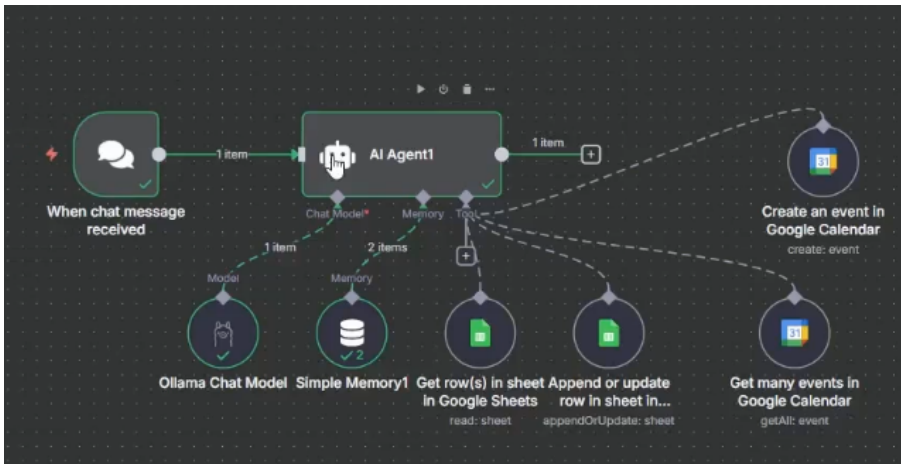 1 item
AI Agent1
1 item
31
When chat message
received
Chat Model*
Memory
Tool
Create an event in
Google Calendar
create: event
1 item
2 items
Model
Memory
31
2
Ollama Chat Model
Simple Memory1
Get row(s) in sheet
in Google Sheets
read: sheet
Append or update
row in sheet in...
appendOrUpdate: sheet
Get many events in
Google Calendar
getAll: event